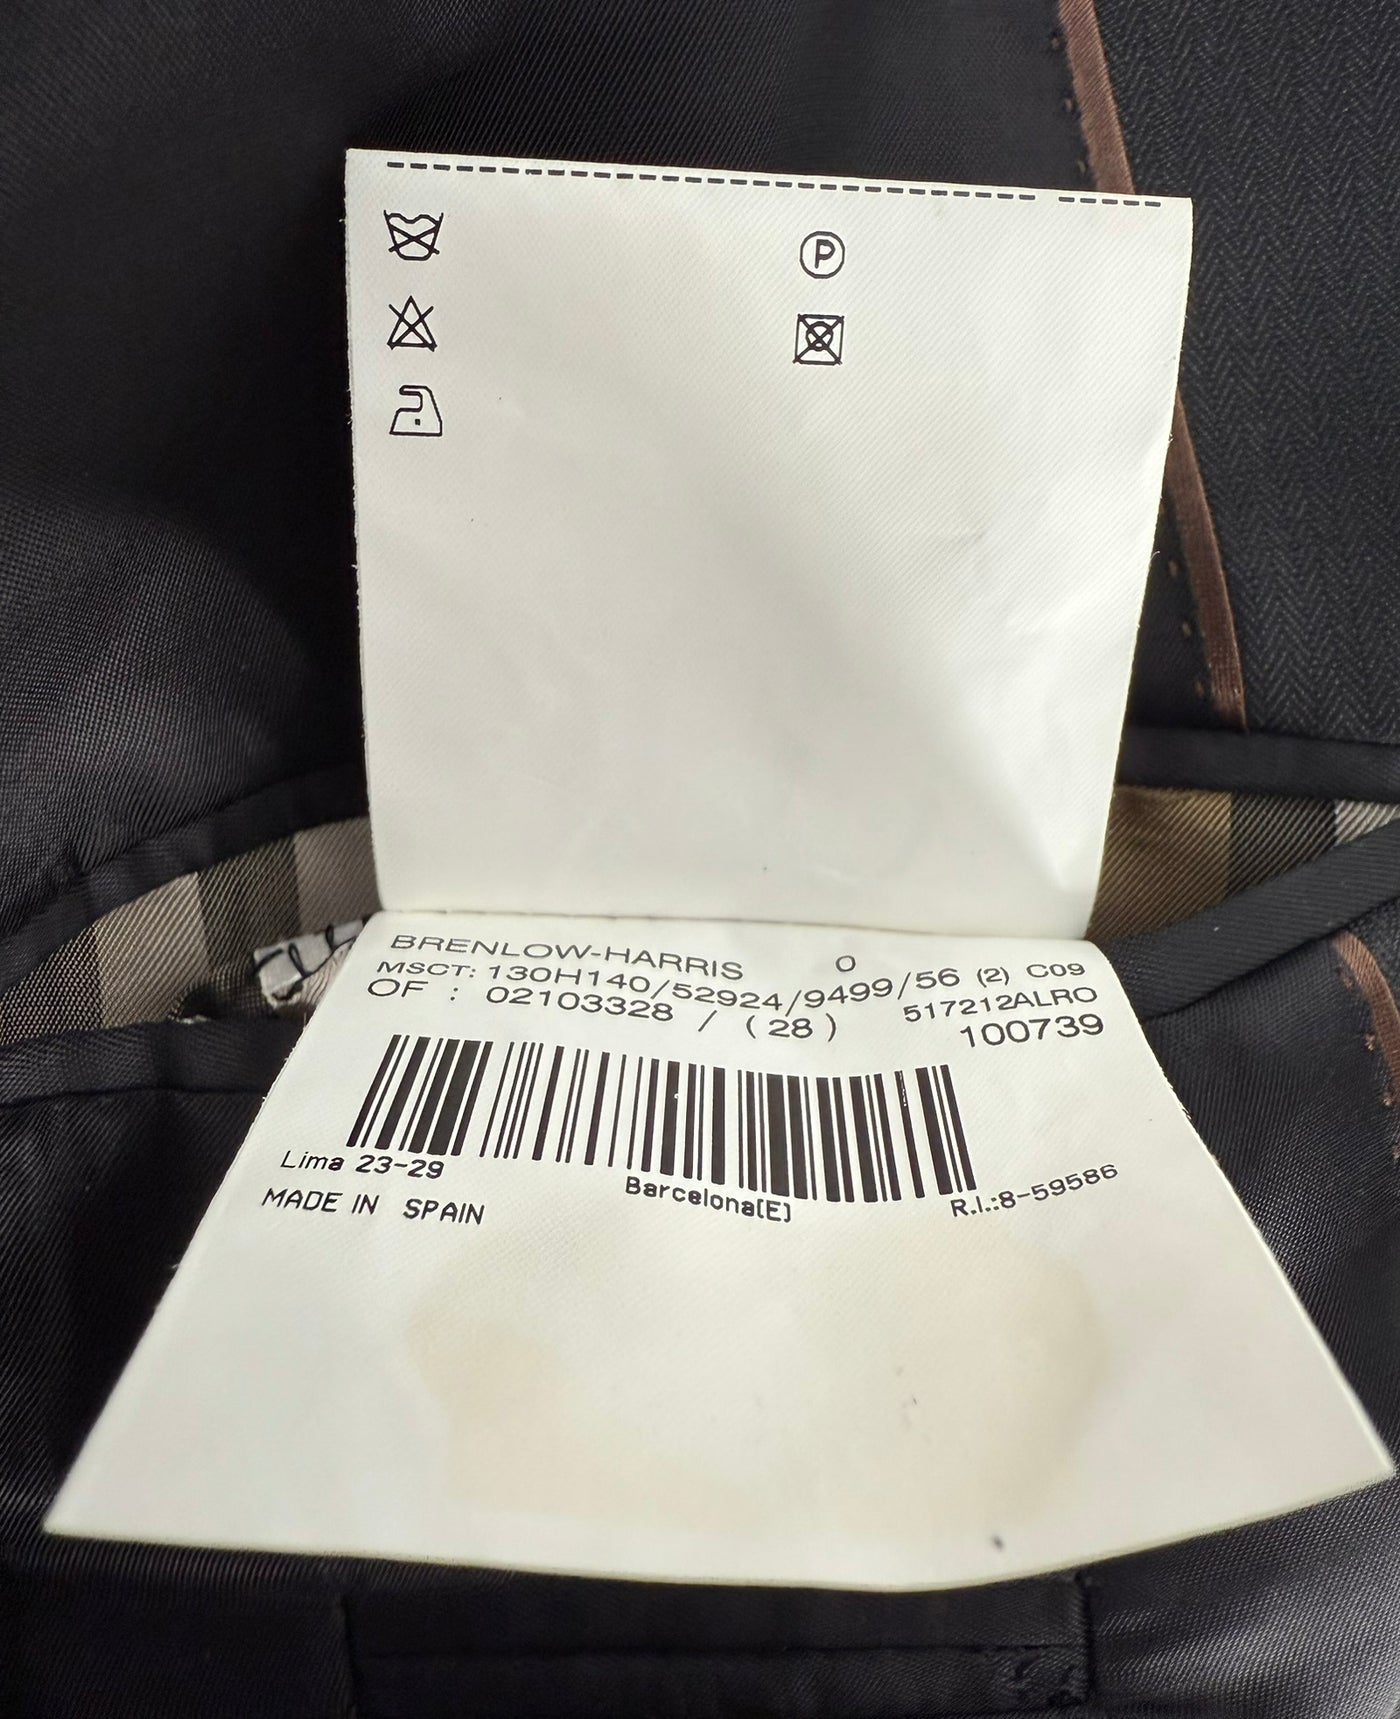 P
BRENLOW-HARRIS O
MSCT: 130H140/52924/9499/56 (2) C09
OF : 02103328 / (28) 517212ALRO
100739
Lima 23-29 Barcelona(E) R.I.:8-59586
MADE IN SPAIN